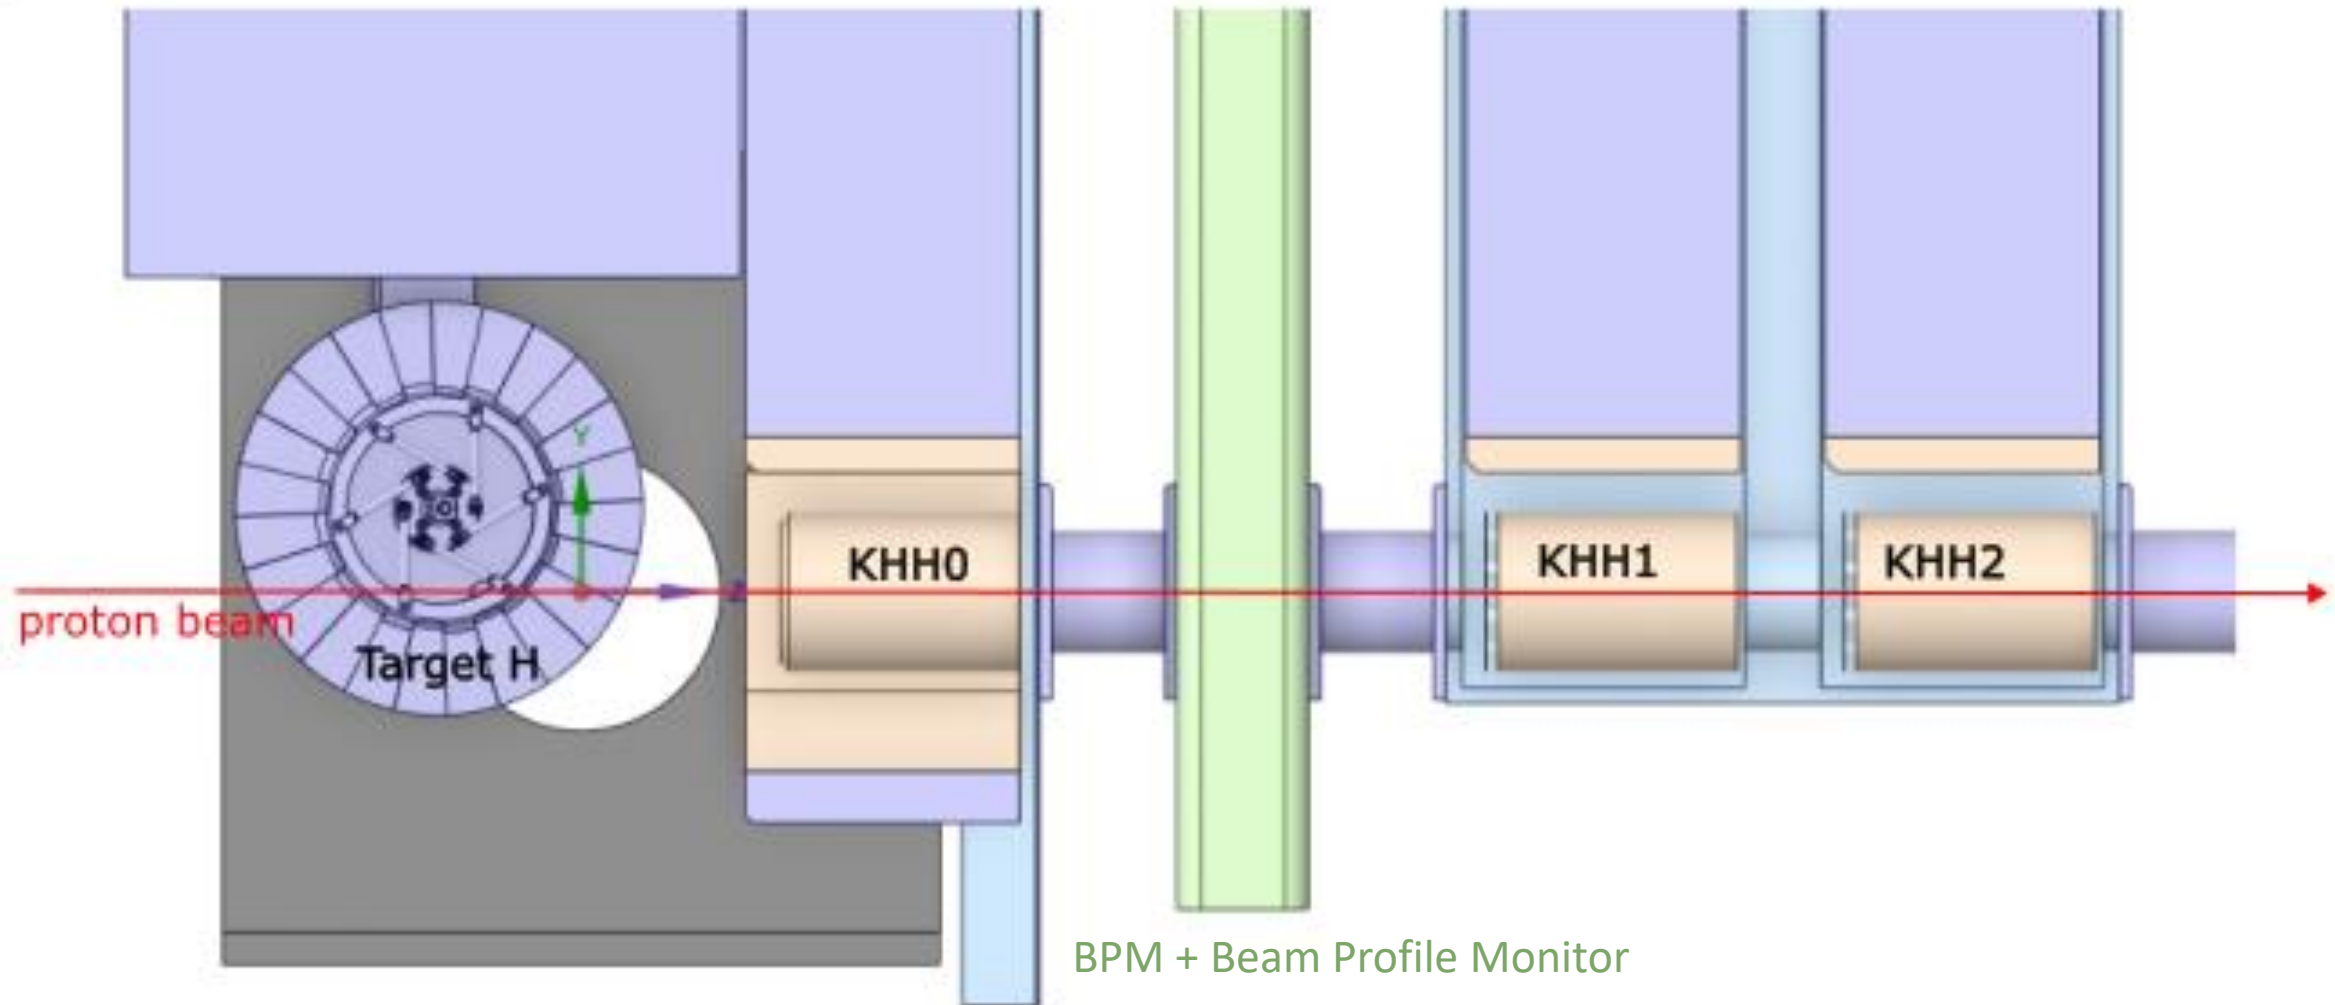 Y
KHH0
KHH1
KHH2
proton beam
Target H
BPM + Beam Profile Monitor